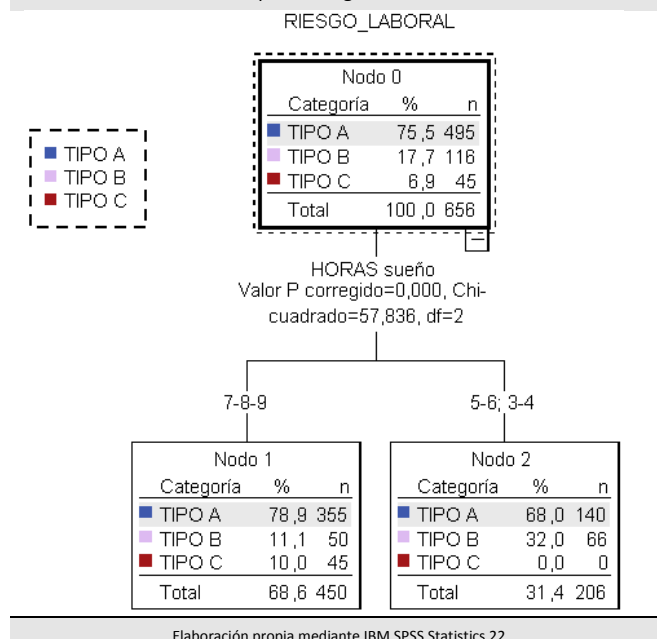 RIESGO_LABORAL
Nodo 0
Categoría % n
TIPO A 75,5 495
TIPO B 17,7 116
TIPO C 6,9 45
Total 100,0 656
TIPO A
TIPO B
TIPO C
HORAS sueño
Valor P corregido=0,000, Chi-
cuadrado=57,836, df=2
7-8-9
5-6; 3-4
Nodo 1
Categoría % n
TIPO A 78,9 355
TIPO B 11,1 50
TIPO C 10,0 45
Total 68,6 450
Nodo 2
Categoría % n
TIPO A 68,0 140
TIPO B 32,0 66
TIPO C 0,0 0
Total 31,4 206
Elaboración propia mediante IBM SPSS Statistics 22